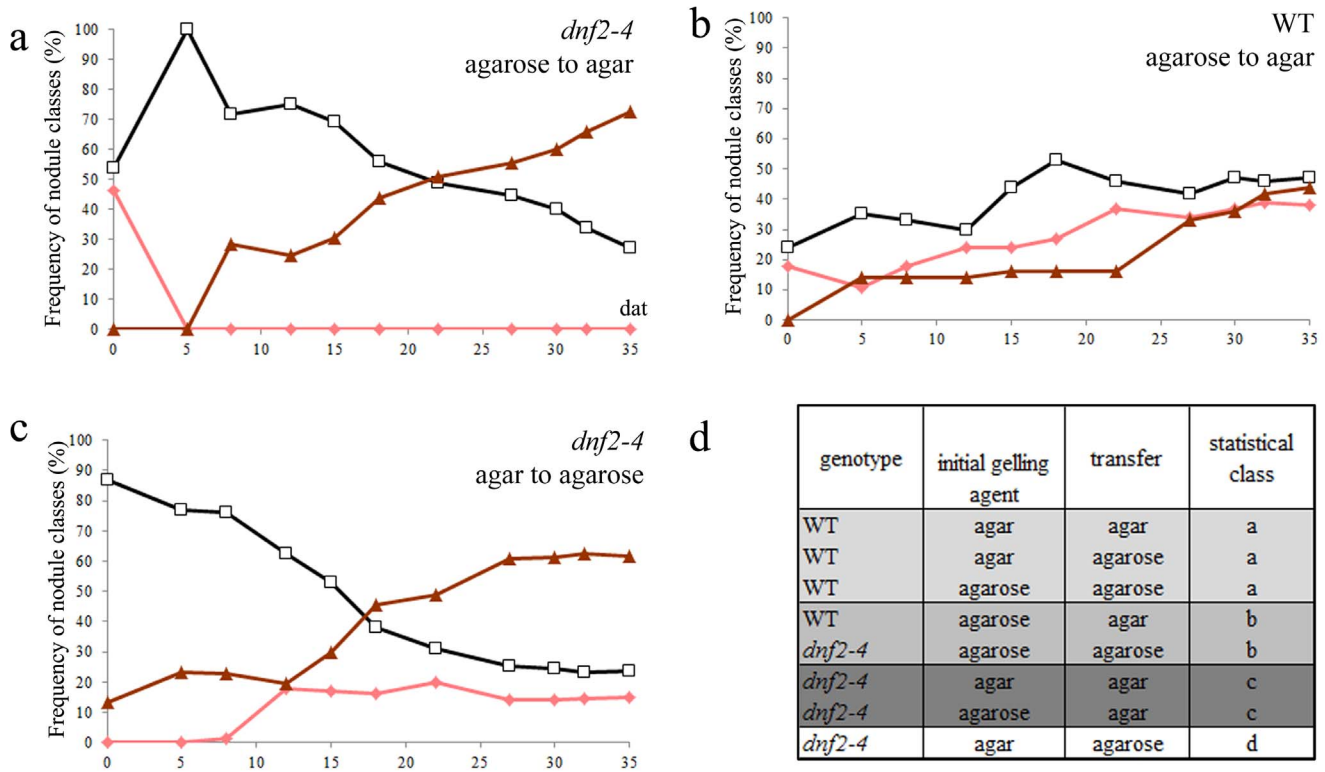 a
dnf2-4
agarose to agar
Frequency of nodule classes (%)
100
90
80
70
60
50
40
30
20
10
0
dat
0 5 10 15 20 25 30 35
b
WT
agarose to agar
Frequency of nodule classes (%)
100
90
80
70
60
50
40
30
20
10
0
0 5 10 15 20 25 30 35
c
dnf2-4
agar to agarose
Frequency of nodule classes (%)
100
90
80
70
60
50
40
30
20
10
0
0 5 10 15 20 25 30 35
d
genotype initial gelling agent transfer statistical class
WT agar agar a
WT agar agarose a
WT agarose agarose a
WT agarose agar b
dnf2-4 agarose agarose b
dnf2-4 agar agar c
dnf2-4 agarose agar c
dnf2-4 agar agarose d